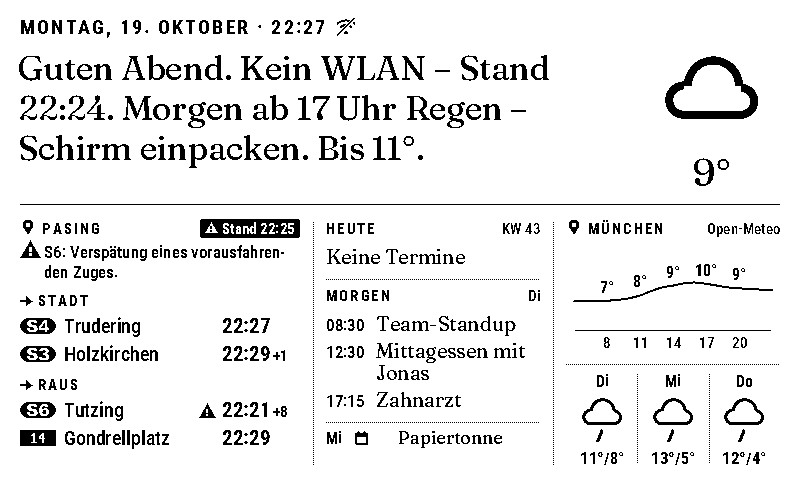 MONTAG, 19. OKTOBER · 22:27
Guten Abend. Kein WLAN – Stand
22:24. Morgen ab 17 Uhr Regen –
Schirm einpacken. Bis 11°.
9°
PASING
Stand 22:25
S6: Verspätung eines vorausfahren-
den Zuges.
→ STADT
S4 Trudering 22:27
S3 Holzkirchen 22:29 +1
→ RAUS
S6 Tutzing 22:21 +8
14 Gondrellplatz 22:29
HEUTE KW 43
Keine Termine
MORGEN Di
08:30 Team-Standup
12:30 Mittagessen mit
Jonas
17:15 Zahnarzt
Mi Papiertonne
MÜNCHEN Open-Meteo
7° 8° 9° 10° 9°
8 11 14 17 20
Di Mi Do
11°/8° 13°/5° 12°/4°